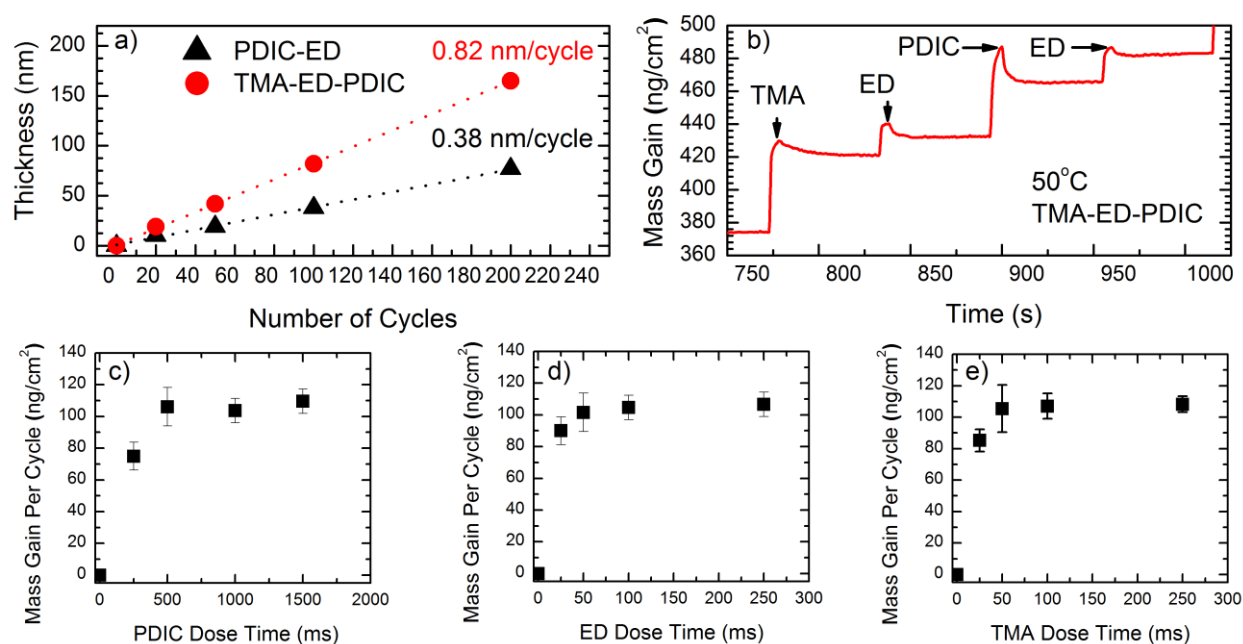 a)
PDIC-ED
TMA-ED-PDIC
0.82 nm/cycle
0.38 nm/cycle
Thickness (nm)
200
150
100
50
0
0 20 40 60 80 100 120 140 160 180 200 220 240
Number of Cycles
b)
PDIC
ED
TMA
ED
50°C
TMA-ED-PDIC
Mass Gain (ng/cm²)
500
480
460
440
420
400
380
360
750 800 850 900 950 1000
Time (s)
c)
Mass Gain Per Cycle (ng/cm²)
140
120
100
80
60
40
20
0
0 500 1000 1500 2000
PDIC Dose Time (ms)
d)
Mass Gain Per Cycle (ng/cm²)
140
120
100
80
60
40
20
0
0 50 100 150 200 250 300
ED Dose Time (ms)
e)
Mass Gain Per Cycle (ng/cm²)
140
120
100
80
60
40
20
0
0 50 100 150 200 250 300
TMA Dose Time (ms)